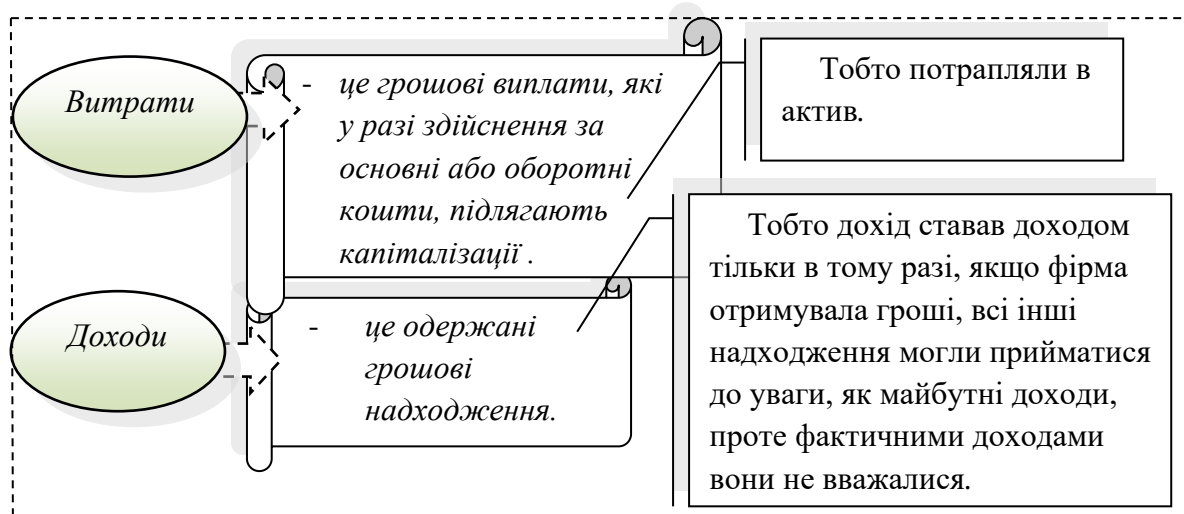 Витрати
- це грошові виплати, які
у разі здійснення за
основні або оборотні
кошти, підлягають
капіталізації .
Тобто потрапляли в
актив.
Доходи
- це одержані
грошові
надходження.
Тобто дохід ставав доходом
тільки в тому разі, якщо фірма
отримувала гроші, всі інші
надходження могли прийматися
до уваги, як майбутні доходи,
проте фактичними доходами
вони не вважалися.